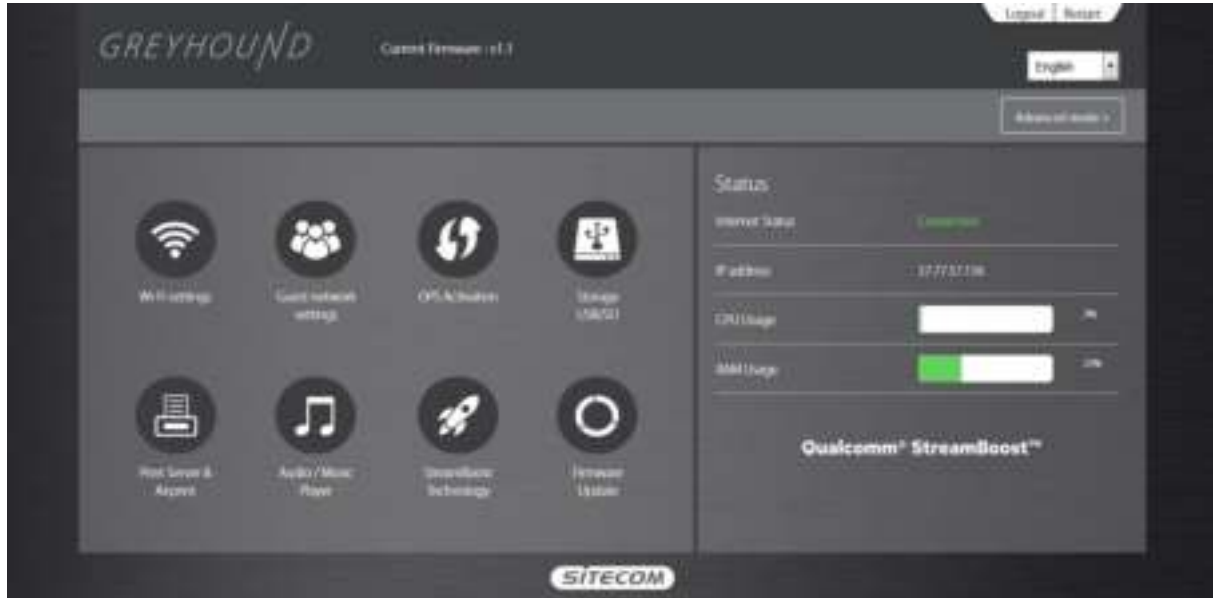 Logout Restart
GREYHOUND
Current Firmware : v1.1
English
Advanced mode >
Status
Internet Status
IP address
CPU Usage
RAM Usage
Wi-Fi settings
Guest network
settings
OPS Activation
Storage
USB/SD
Print Server &
Airprint
Audio / Music
Player
StreamBoost
Technology
Firmware
Update
Qualcomm® StreamBoost™
SITECOM